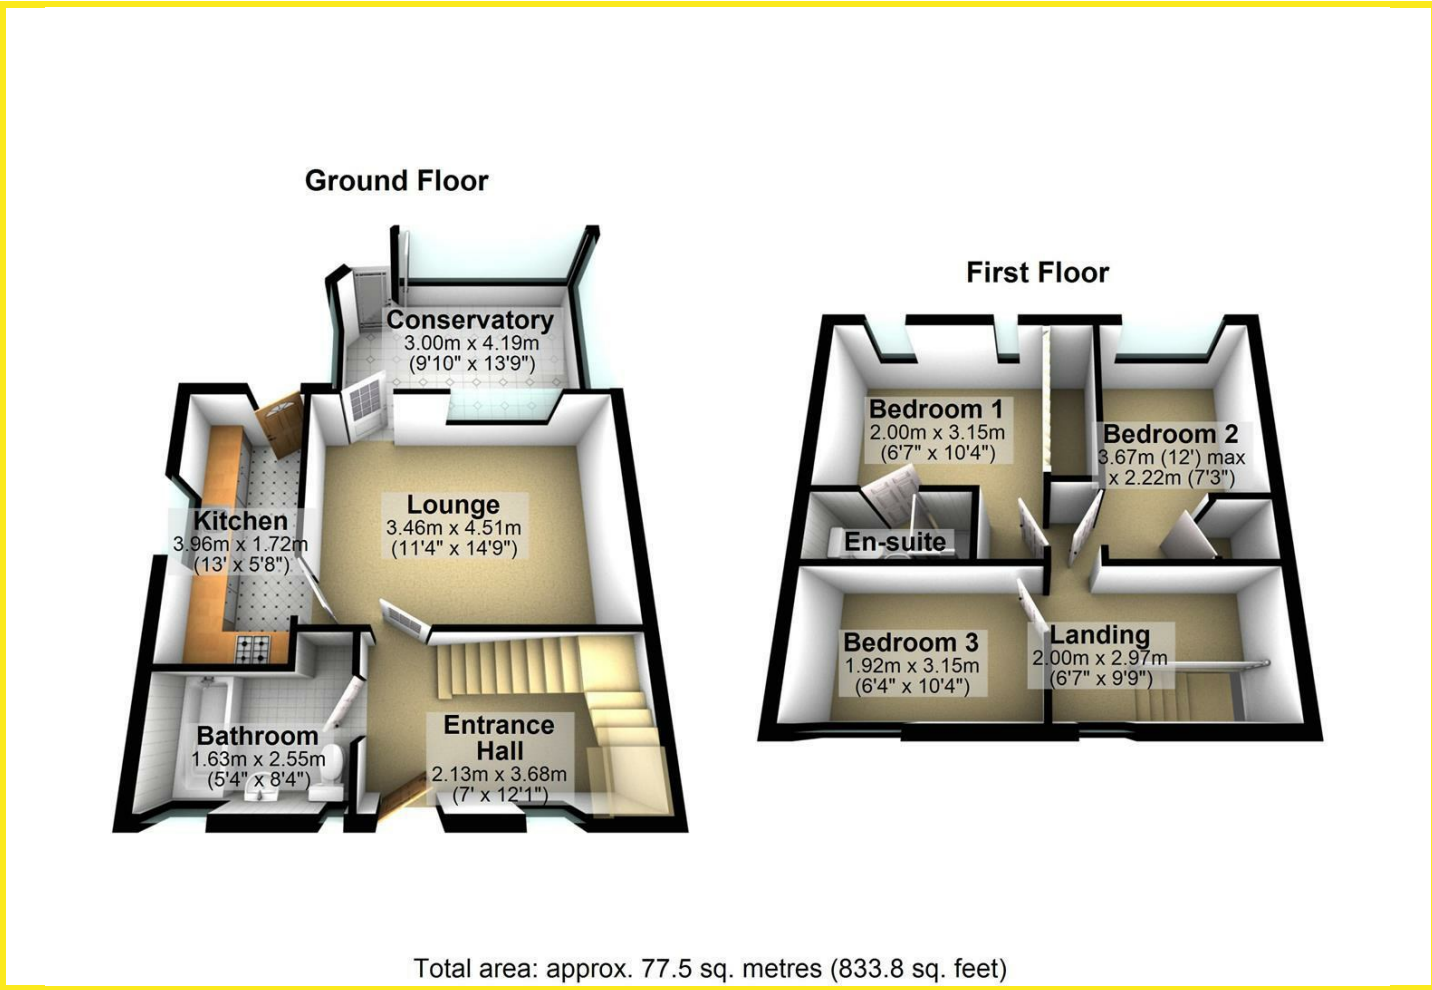 Ground Floor
Conservatory
3.00m x 4.19m
(9'10" x 13'9")
Kitchen
3.96m x 1.72m
(13' x 5'8")
Lounge
3.46m x 4.51m
(11'4" x 14'9")
Bathroom
1.63m x 2.55m
(5'4" x 8'4")
Entrance
Hall
2.13m x 3.68m
(7' x 12'1")
First Floor
Bedroom 1
2.00m x 3.15m
(6'7" x 10'4")
Bedroom 2
3.67m (12') max
x 2.22m (7'3")
En-suite
Bedroom 3
1.92m x 3.15m
(6'4" x 10'4")
Landing
2.00m x 2.97m
(6'7" x 9'9")
Total area: approx. 77.5 sq. metres (833.8 sq. feet)